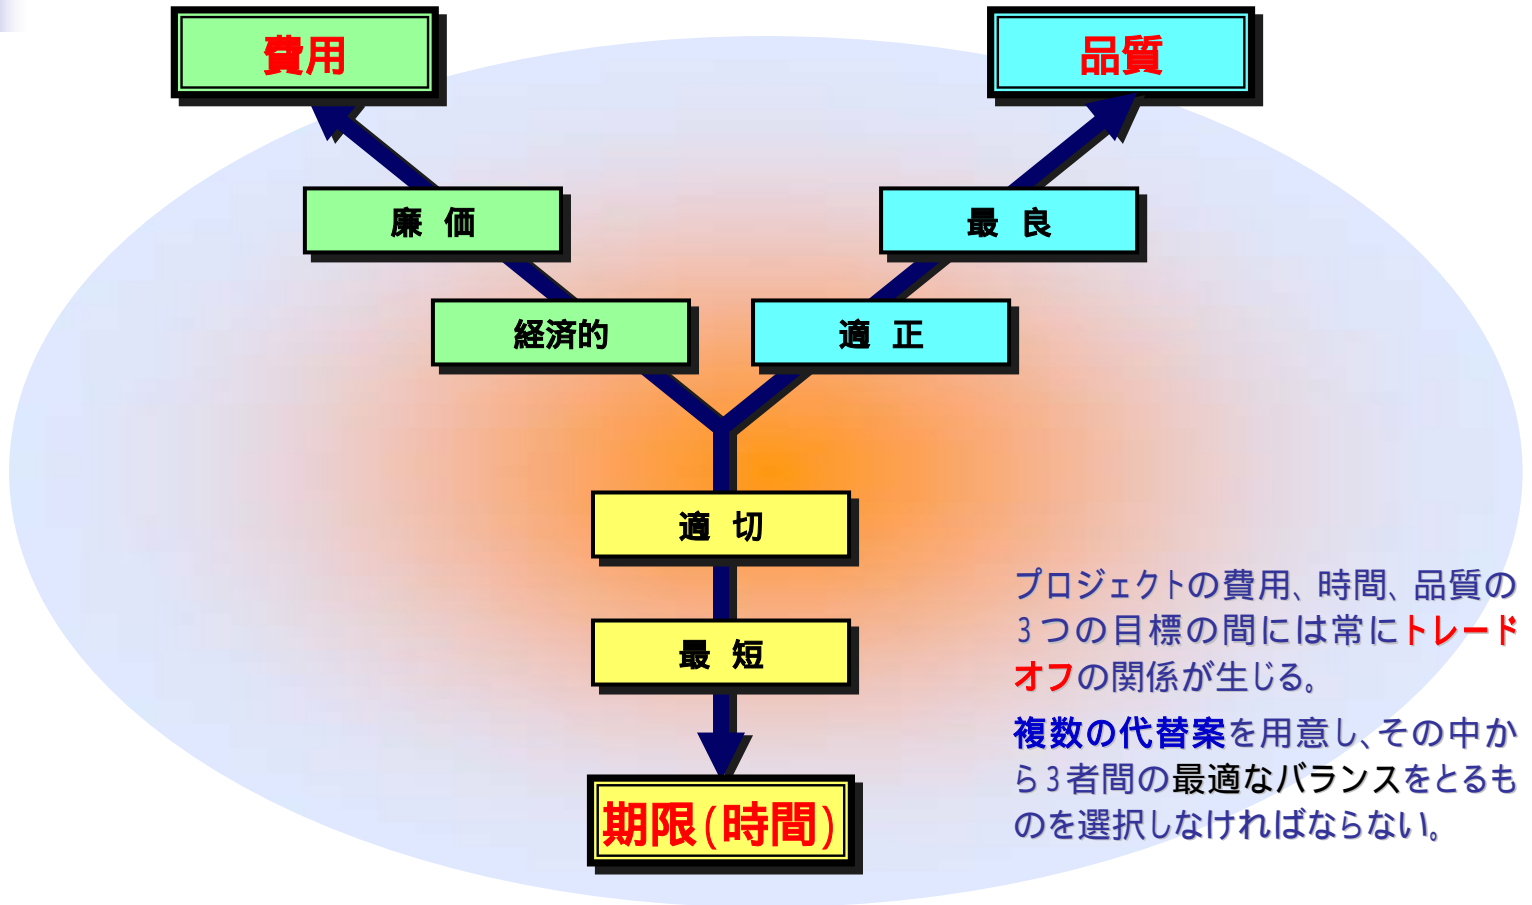 費用
品質
廉 価
最 良
経済的
適 正
適 切
最 短
期限(時間)
プロジェクトの費用、時間、品質の
3つの目標の間には常にトレード
オフの関係が生じる。
複数の代替案を用意し、その中か
ら3者間の最適なバランスをとるも
のを選択しなければならない。